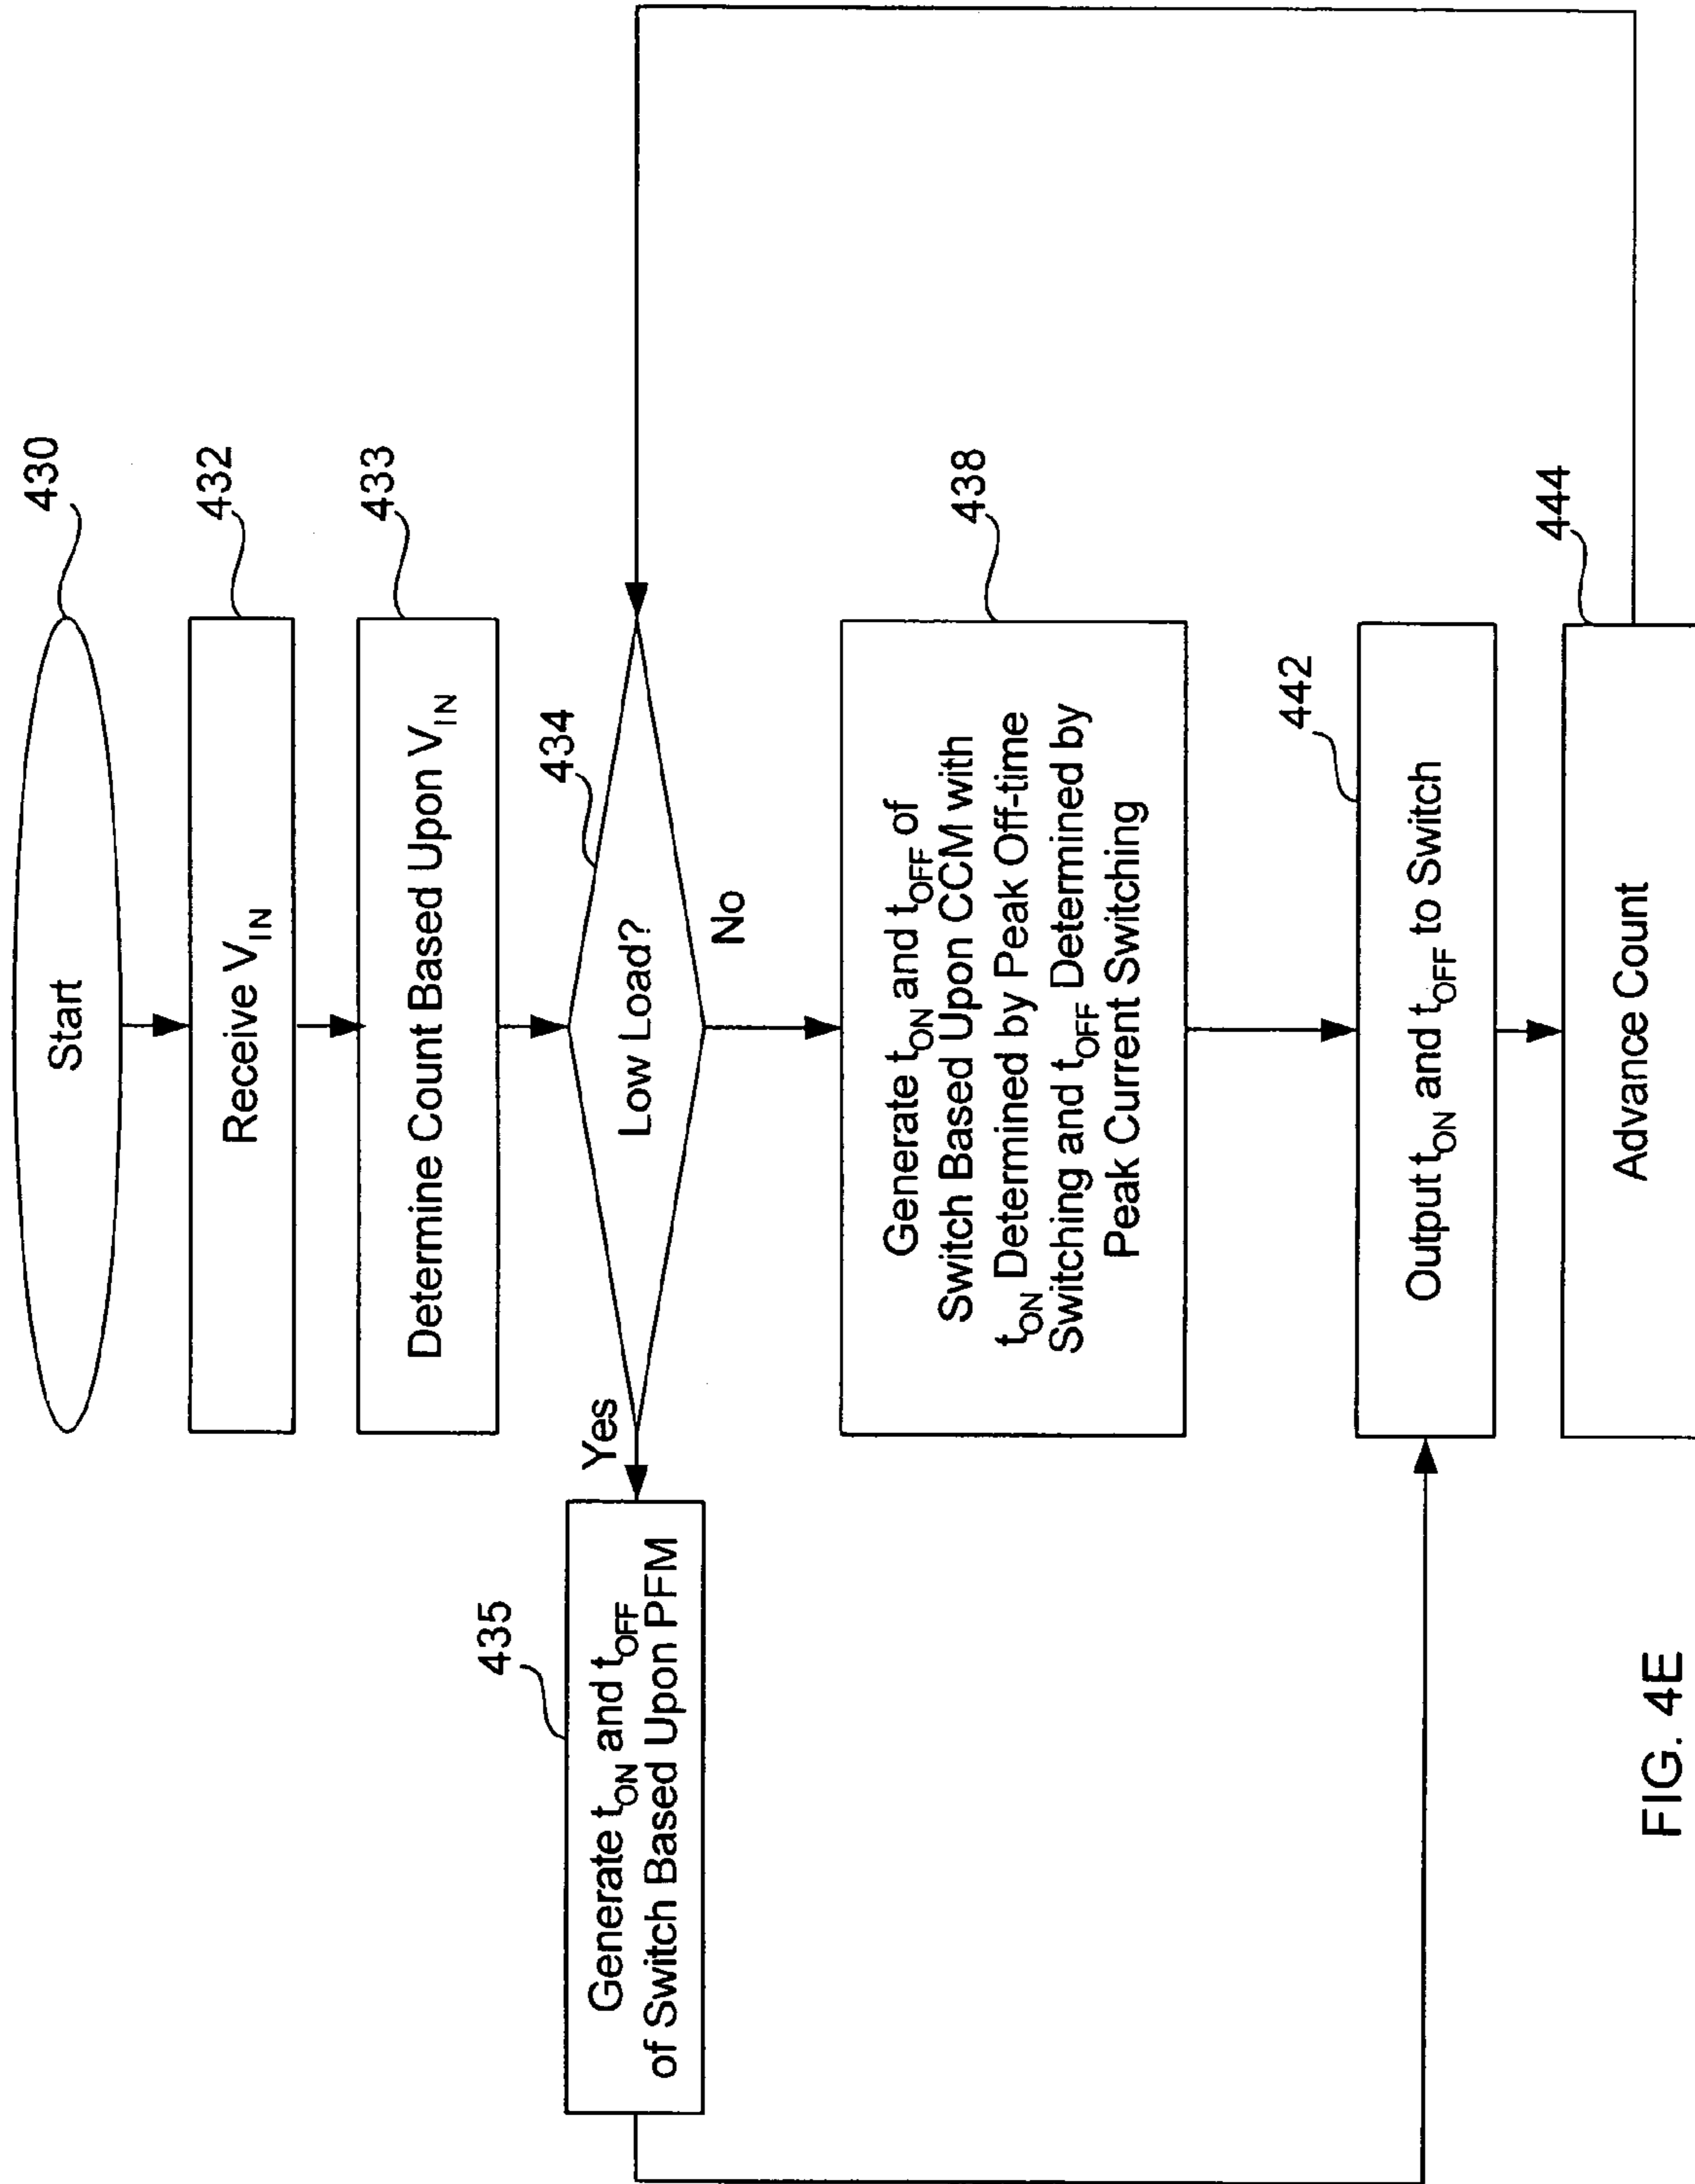 430
Start
432
Receive V_IN
433
Determine Count Based Upon V_IN
434
Low Load?
Yes
No
435
Generate t_ON and t_OFF
of Switch Based Upon PFM
438
Generate t_ON and t_OFF of
Switch Based Upon CCM with
t_ON Determined by Peak Off-time
Switching and t_OFF Determined by
Peak Current Switching
442
Output t_ON and t_OFF to Switch
444
Advance Count
FIG. 4E